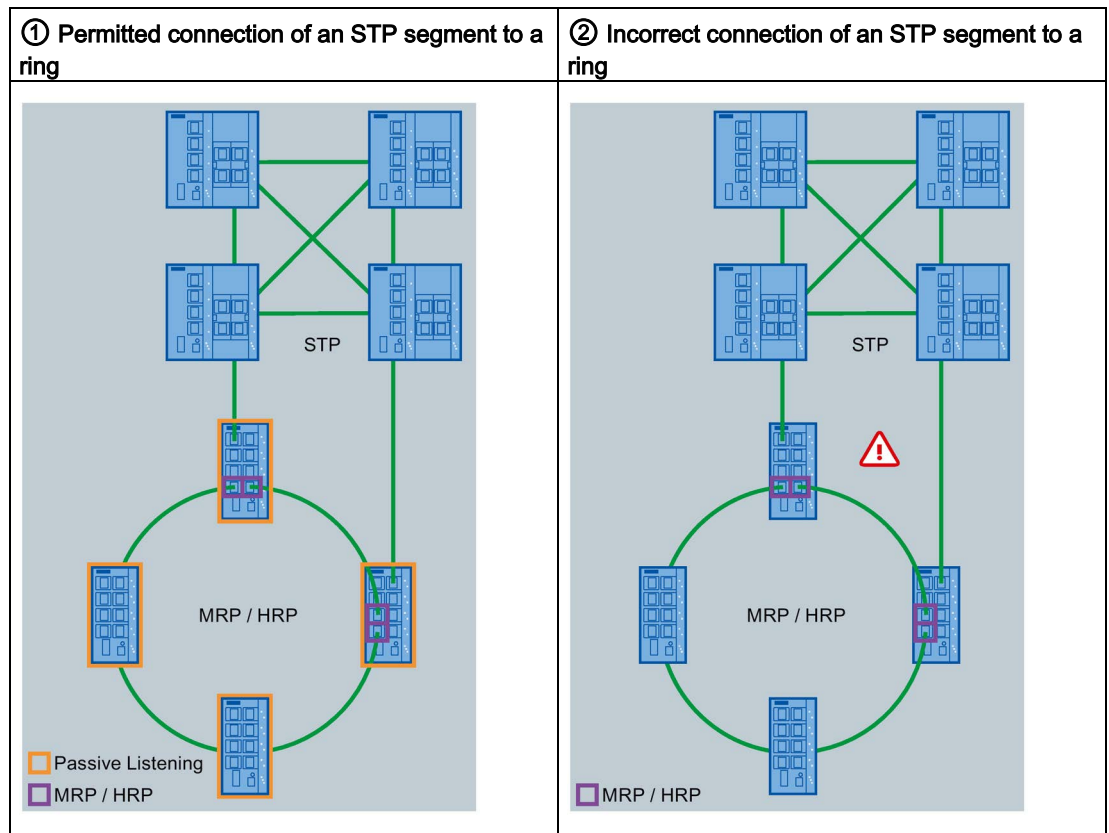 ① Permitted connection of an STP segment to a
ring
② Incorrect connection of an STP segment to a
ring
STP
MRP / HRP
Passive Listening
MRP / HRP
STP
MRP / HRP
MRP / HRP